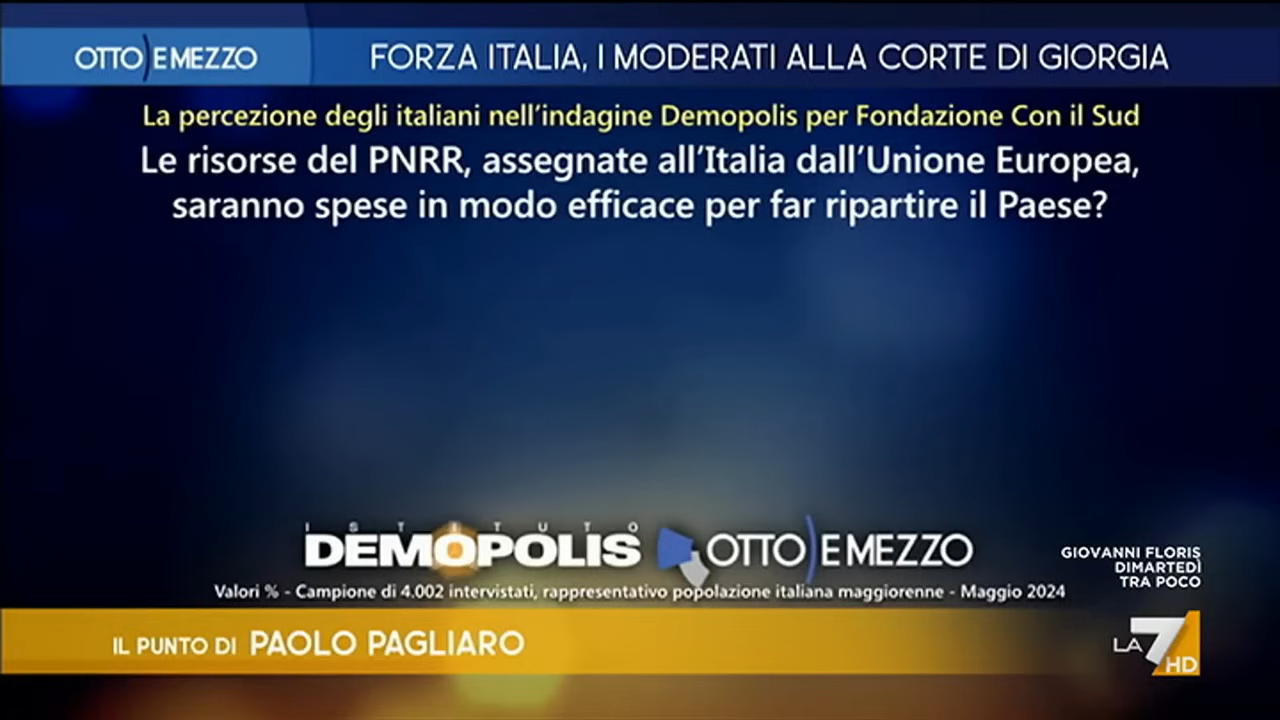 OTTO E MEZZO
FORZA ITALIA, I MODERATI ALLA CORTE DI GIORGIA
La percezione degli italiani nell'indagine Demopolis per Fondazione Con il Sud
Le risorse del PNRR, assegnate all'Italia dall'Unione Europea,
saranno spese in modo efficace per far ripartire il Paese?
ISTITUTO
DEMOPOLIS
OTTO E MEZZO
GIOVANNI FLORIS
DIMARTEDÌ
TRA POCO
Valori % - Campione di 4.002 intervistati, rappresentativo popolazione italiana maggiorenne - Maggio 2024
IL PUNTO DI PAOLO PAGLIARO
LA 7 HD